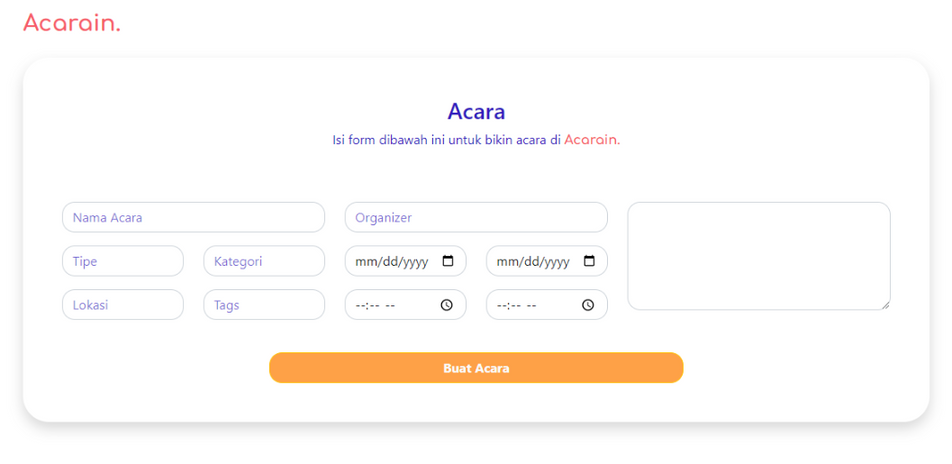 Acarain.
Acara
Isi form dibawah ini untuk bikin acara di Acarain.
Nama Acara
Organizer
Tipe
Kategori
mm/dd/yyyy
mm/dd/yyyy
Lokasi
Tags
--:-- --
--:-- --
Buat Acara